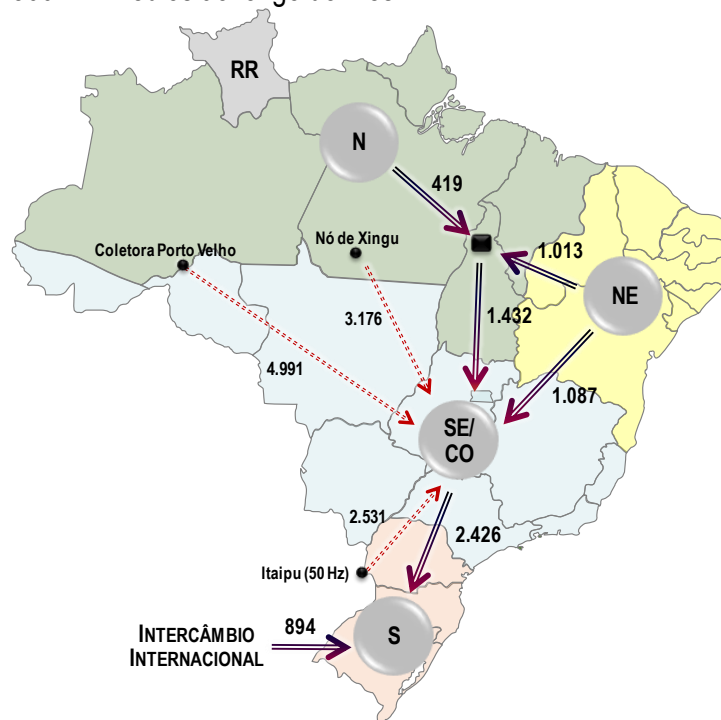 RR
N
419
Coletora Porto Velho
Nó de Xingu
1.013
NE
3.176
1.432
4.991
1.087
SE/
CO
2.531
2.426
Itaipu (50 Hz)
INTERCÂMBIO
INTERNACIONAL
894
S